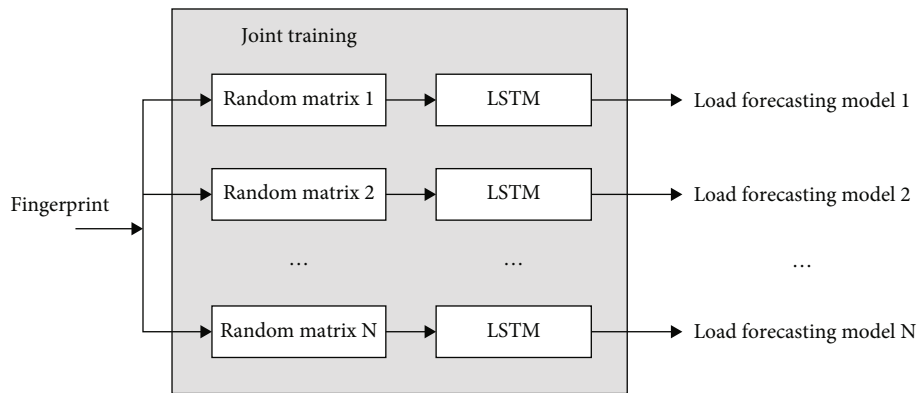 Joint training
Random matrix 1
LSTM
Load forecasting model 1
Random matrix 2
LSTM
Load forecasting model 2
Fingerprint
...
...
...
Random matrix N
LSTM
Load forecasting model N